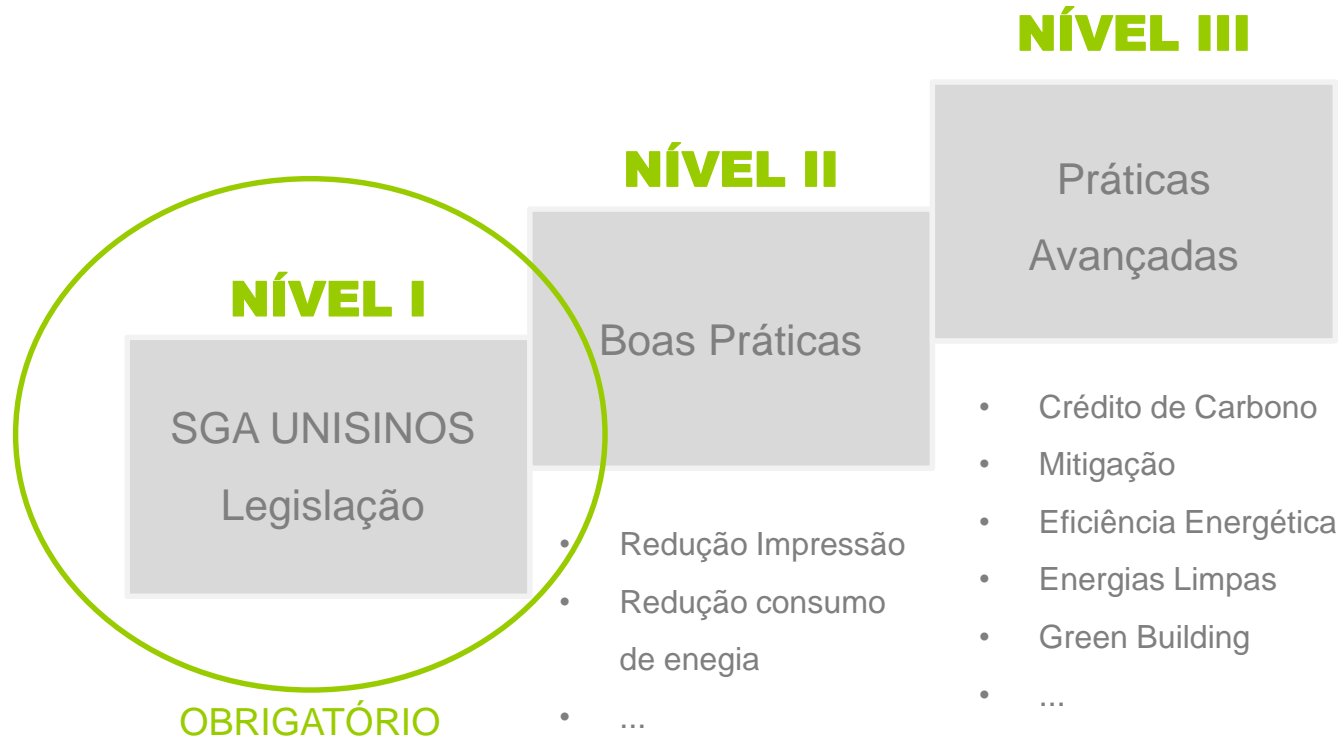 NÍVEL I
SGA UNISINOS
Legislação
OBRIGATÓRIO
NÍVEL II
Boas Práticas
• Redução Impressão
• Redução consumo
de enegia
• ...
NÍVEL III
Práticas
Avançadas
• Crédito de Carbono
• Mitigação
• Eficiência Energética
• Energias Limpas
• Green Building
• ...